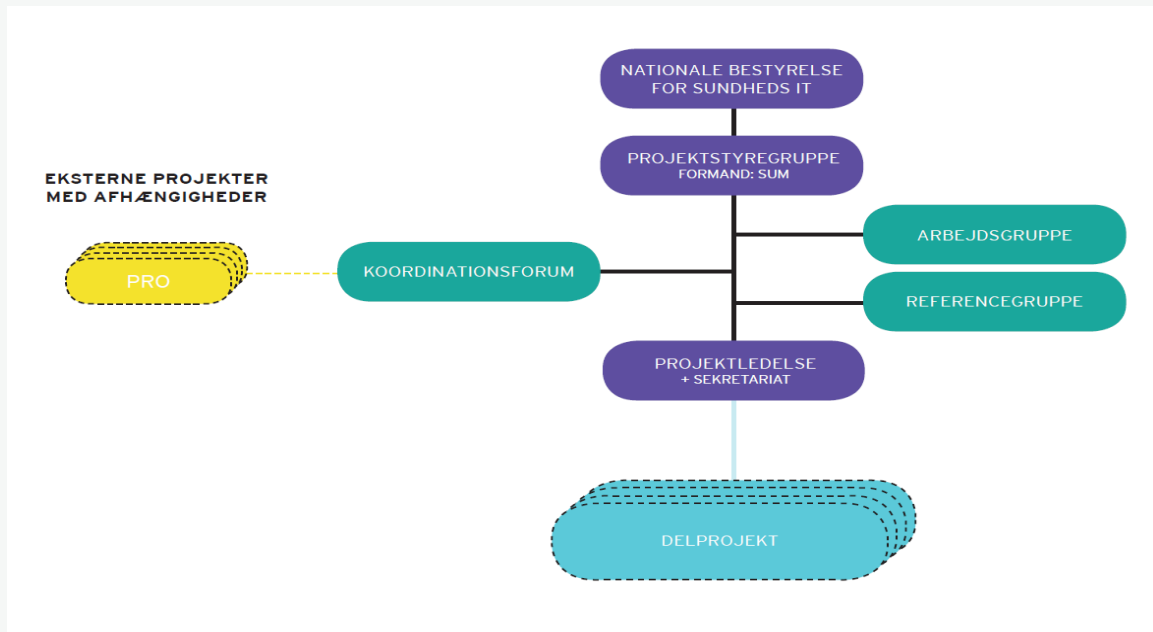 NATIONALE BESTYRELSE
FOR SUNDHEDS IT
PROJEKTSTYREGRUPPE
FORMAND: SUM
EKSTERNE PROJEKTER
MED AFHÆNGIGHEDER
ARBEJDSGRUPPE
KOORDINATIONSFORUM
PRO
REFERENCEGRUPPE
PROJEKTLEDELSE
+ SEKRETARIAT
DELPROJEKT